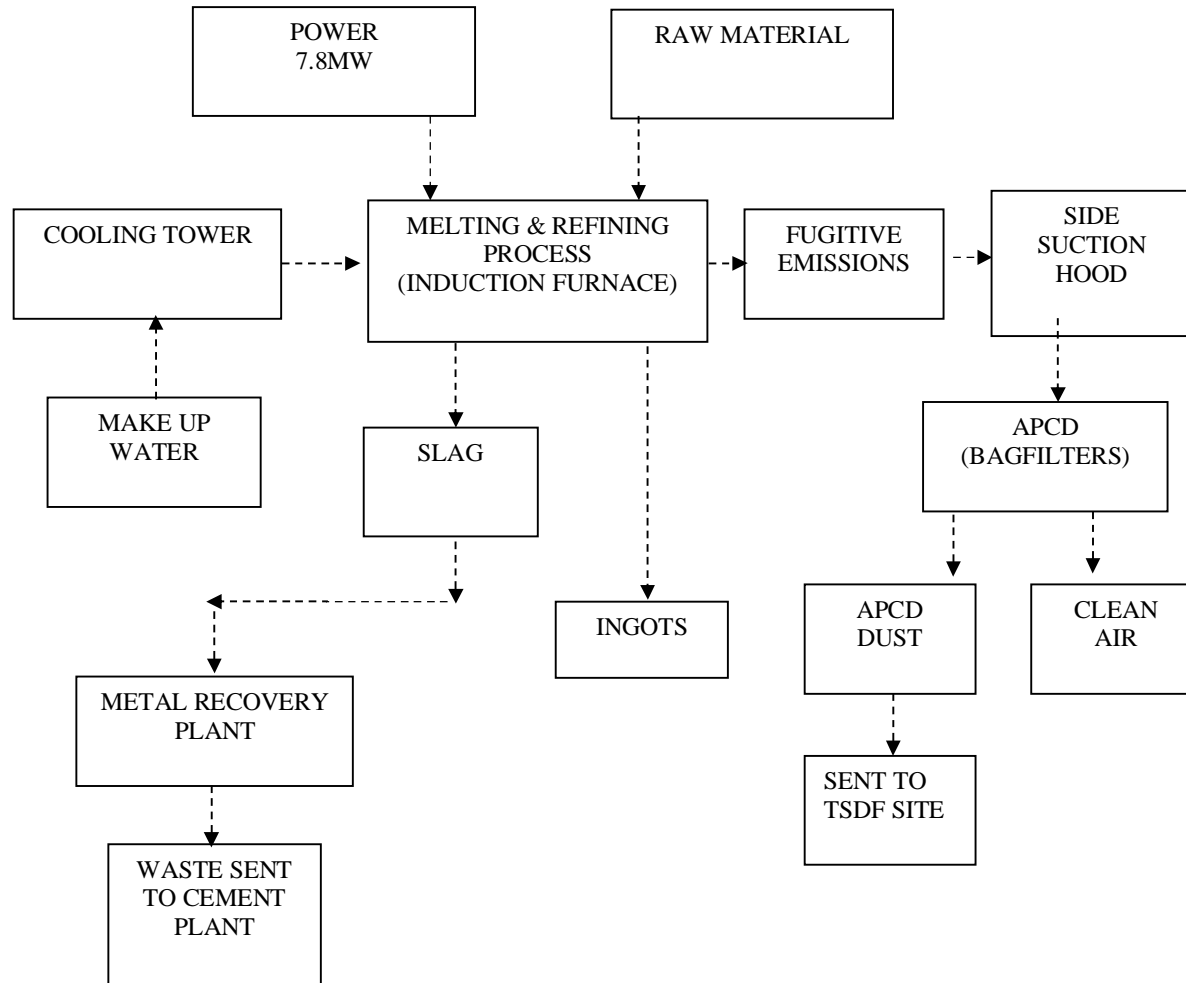 POWER
7.8MW
RAW MATERIAL
COOLING TOWER
MELTING & REFINING
PROCESS
(INDUCTION FURNACE)
FUGITIVE
EMISSIONS
SIDE
SUCTION
HOOD
MAKE UP
WATER
SLAG
APCD
(BAGFILTERS)
INGOTS
APCD
DUST
CLEAN
AIR
METAL RECOVERY
PLANT
SENT TO
TSDF SITE
WASTE SENT
TO CEMENT
PLANT